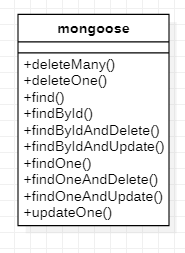 mongoose
+deleteMany()
+deleteOne()
+find()
+findById()
+findByIdAndDelete()
+findByIdAndUpdate()
+findOne()
+findOneAndDelete()
+findOneAndUpdate()
+updateOne()